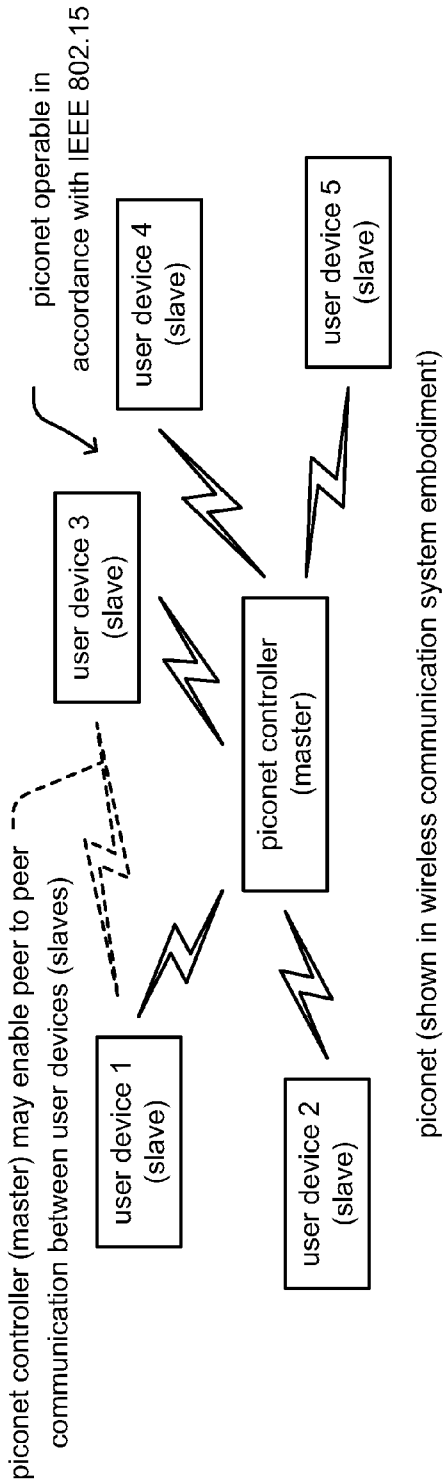 piconet controller (master) may enable peer to peer
communication between user devices (slaves)
piconet operable in
accordance with IEEE 802.15
user device 1
(slave)
user device 3
(slave)
user device 4
(slave)
piconet controller
(master)
user device 2
(slave)
user device 5
(slave)
piconet (shown in wireless communication system embodiment)